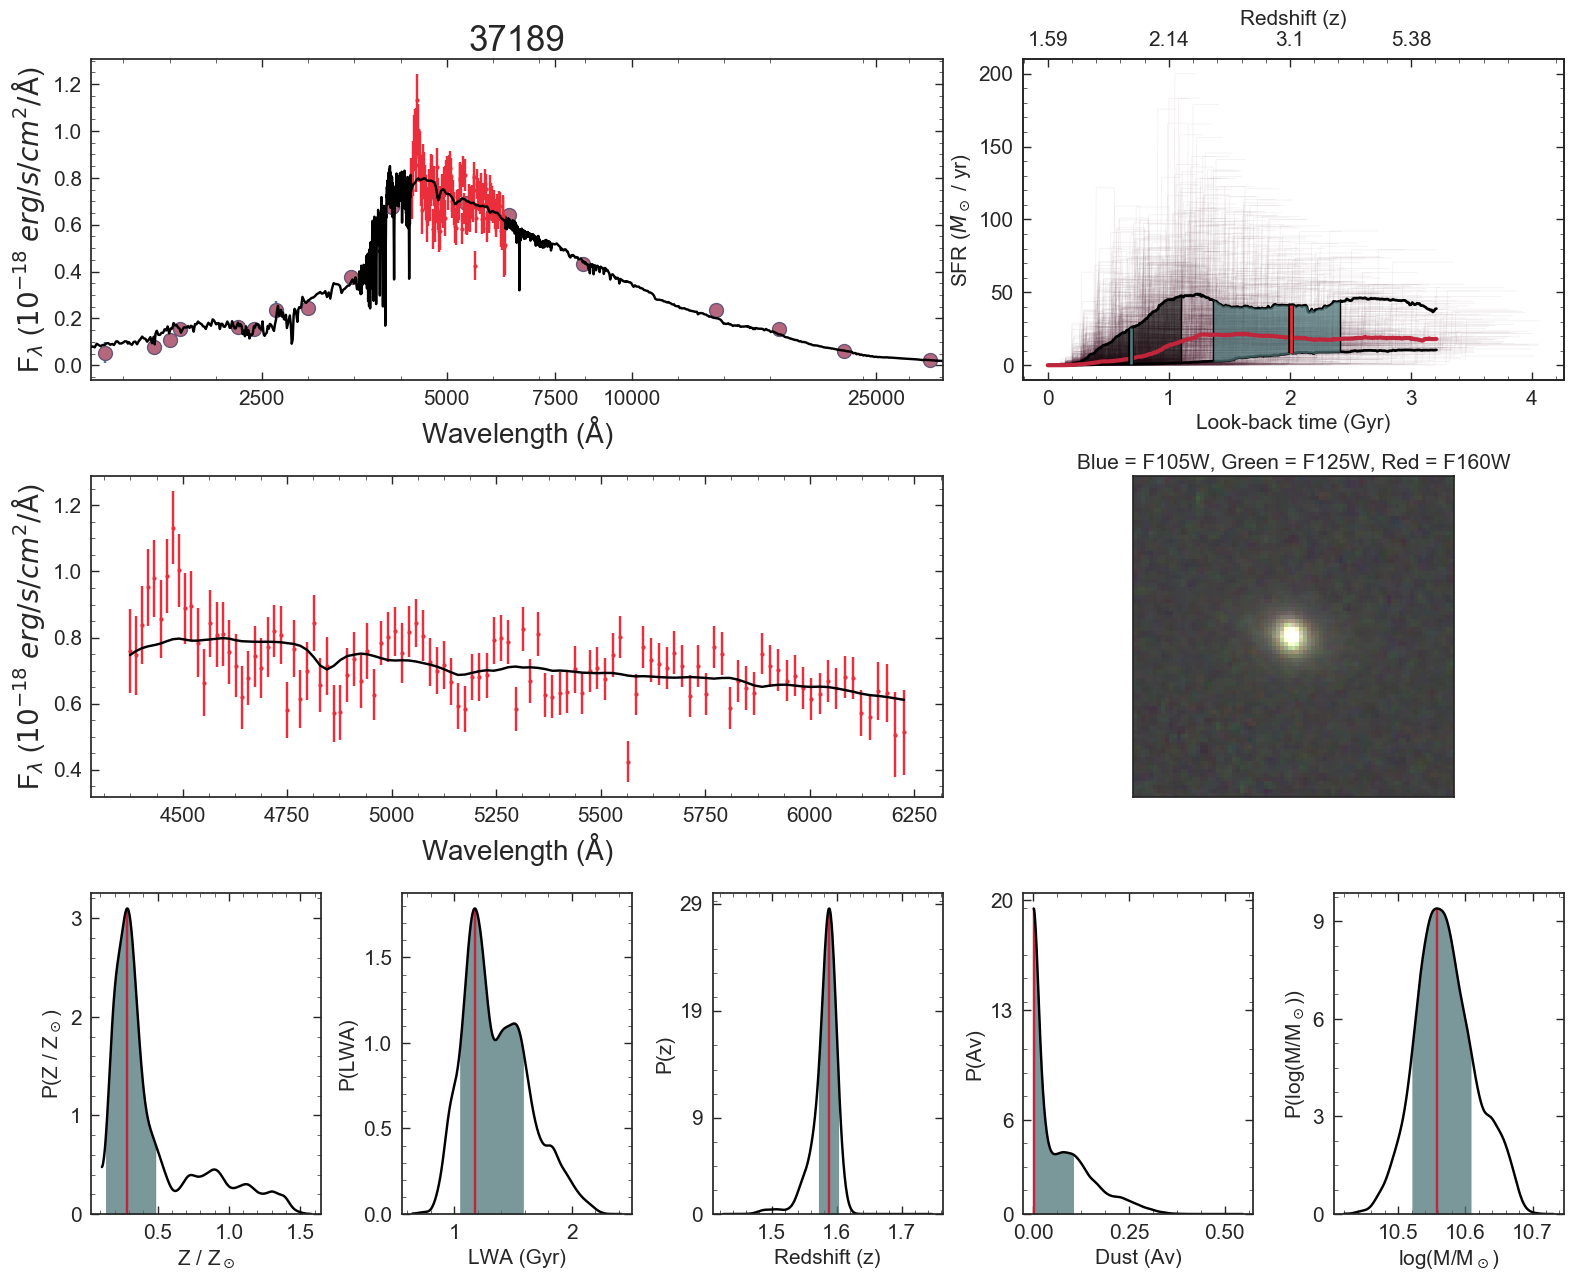 37189
F_λ (10^{-18} erg/s/cm^2/Å)
1.2
1.0
0.8
0.6
0.4
0.2
0.0
2500 5000 7500 10000 25000
Wavelength (Å)
Redshift (z)
1.59 2.14 3.1 5.38
SFR (M_⊙ / yr)
200
150
100
50
0
0 1 2 3 4
Look-back time (Gyr)
F_λ (10^{-18} erg/s/cm^2/Å)
1.2
1.0
0.8
0.6
0.4
4500 4750 5000 5250 5500 5750 6000 6250
Wavelength (Å)
Blue = F105W, Green = F125W, Red = F160W
P(Z / Z_⊙)
3
2
1
0
0.5 1.0 1.5
Z / Z_⊙
P(LWA)
1.5
1.0
0.5
0.0
1 2
LWA (Gyr)
P(z)
29
19
9
0
1.5 1.6 1.7
Redshift (z)
P(Av)
20
13
6
0
0.00 0.25 0.50
Dust (Av)
P(log(M/M_⊙))
9
6
3
0
10.5 10.6 10.7
log(M/M_⊙)